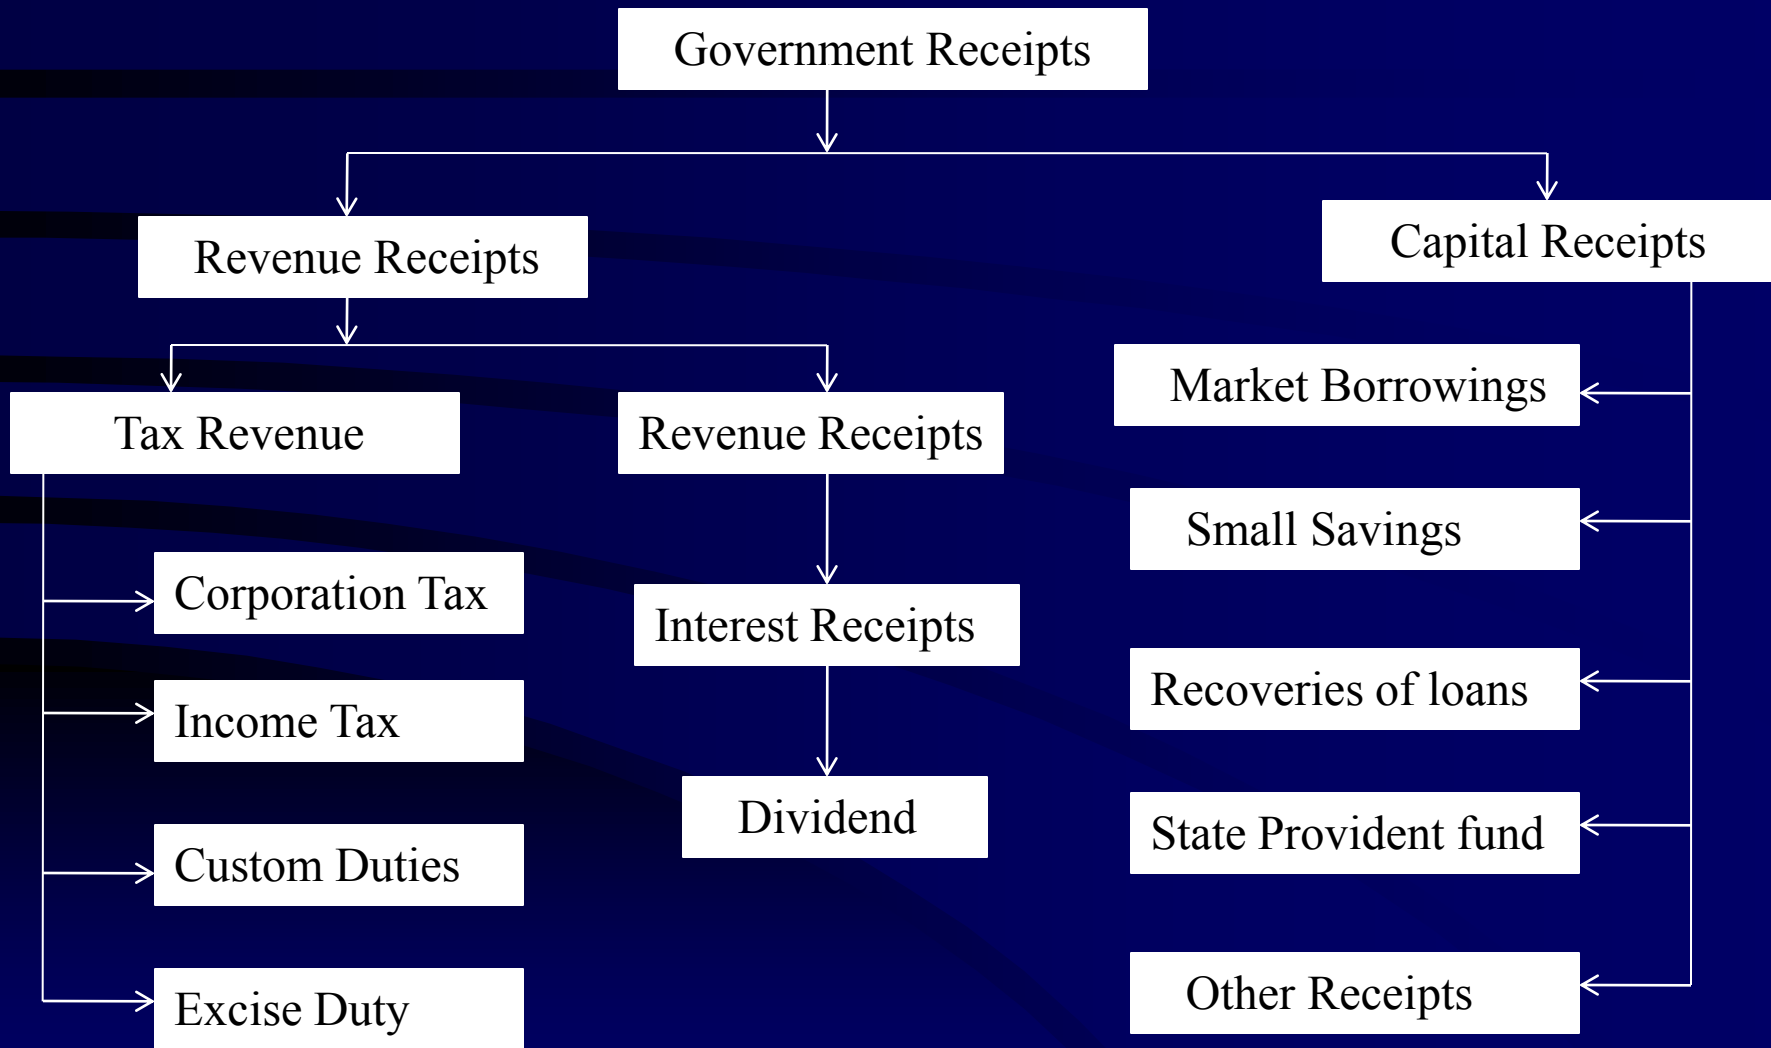 Government Receipts
Revenue Receipts
Capital Receipts
Tax Revenue
Revenue Receipts
Market Borrowings
Small Savings
Corporation Tax
Interest Receipts
Recoveries of loans
Income Tax
Dividend
State Provident fund
Custom Duties
Other Receipts
Excise Duty